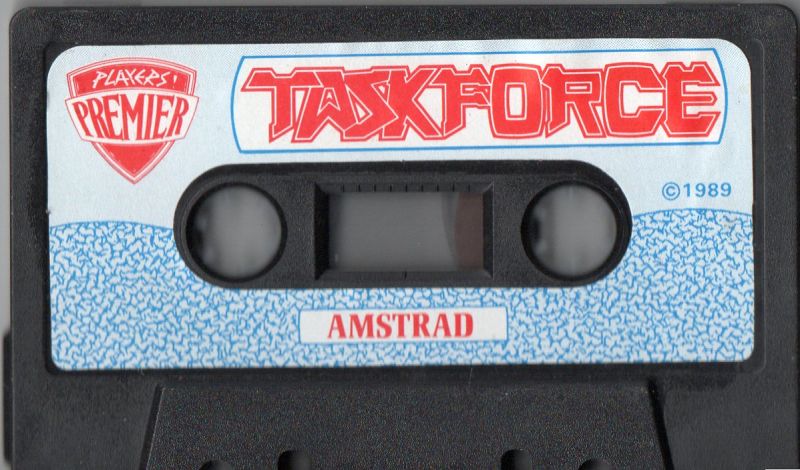 PLAYERS'
PREMIER
TASKFORCE
©1989
AMSTRAD